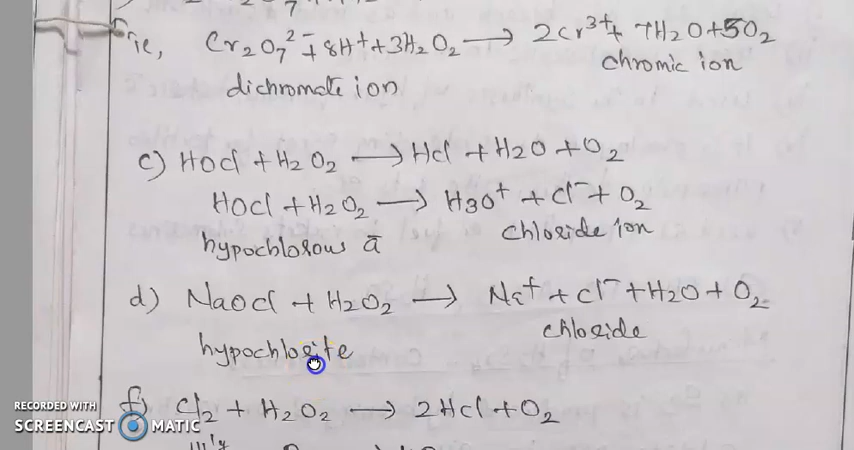 ie, Cr2O7^2- + 8H+ + 3H2O2 → 2Cr^3+ + 7H2O + 5O2
dichromate ion chromic ion
c) HOCl + H2O2 → HCl + H2O + O2
HOCl + H2O2 → H3O+ + Cl- + O2
hypochlorous a chloride ion
d) NaOCl + H2O2 → Na+ + Cl- + H2O + O2
hypochlorite chloride
f) Cl2 + H2O2 → 2HCl + O2
RECORDED WITH
SCREENCAST MATIC